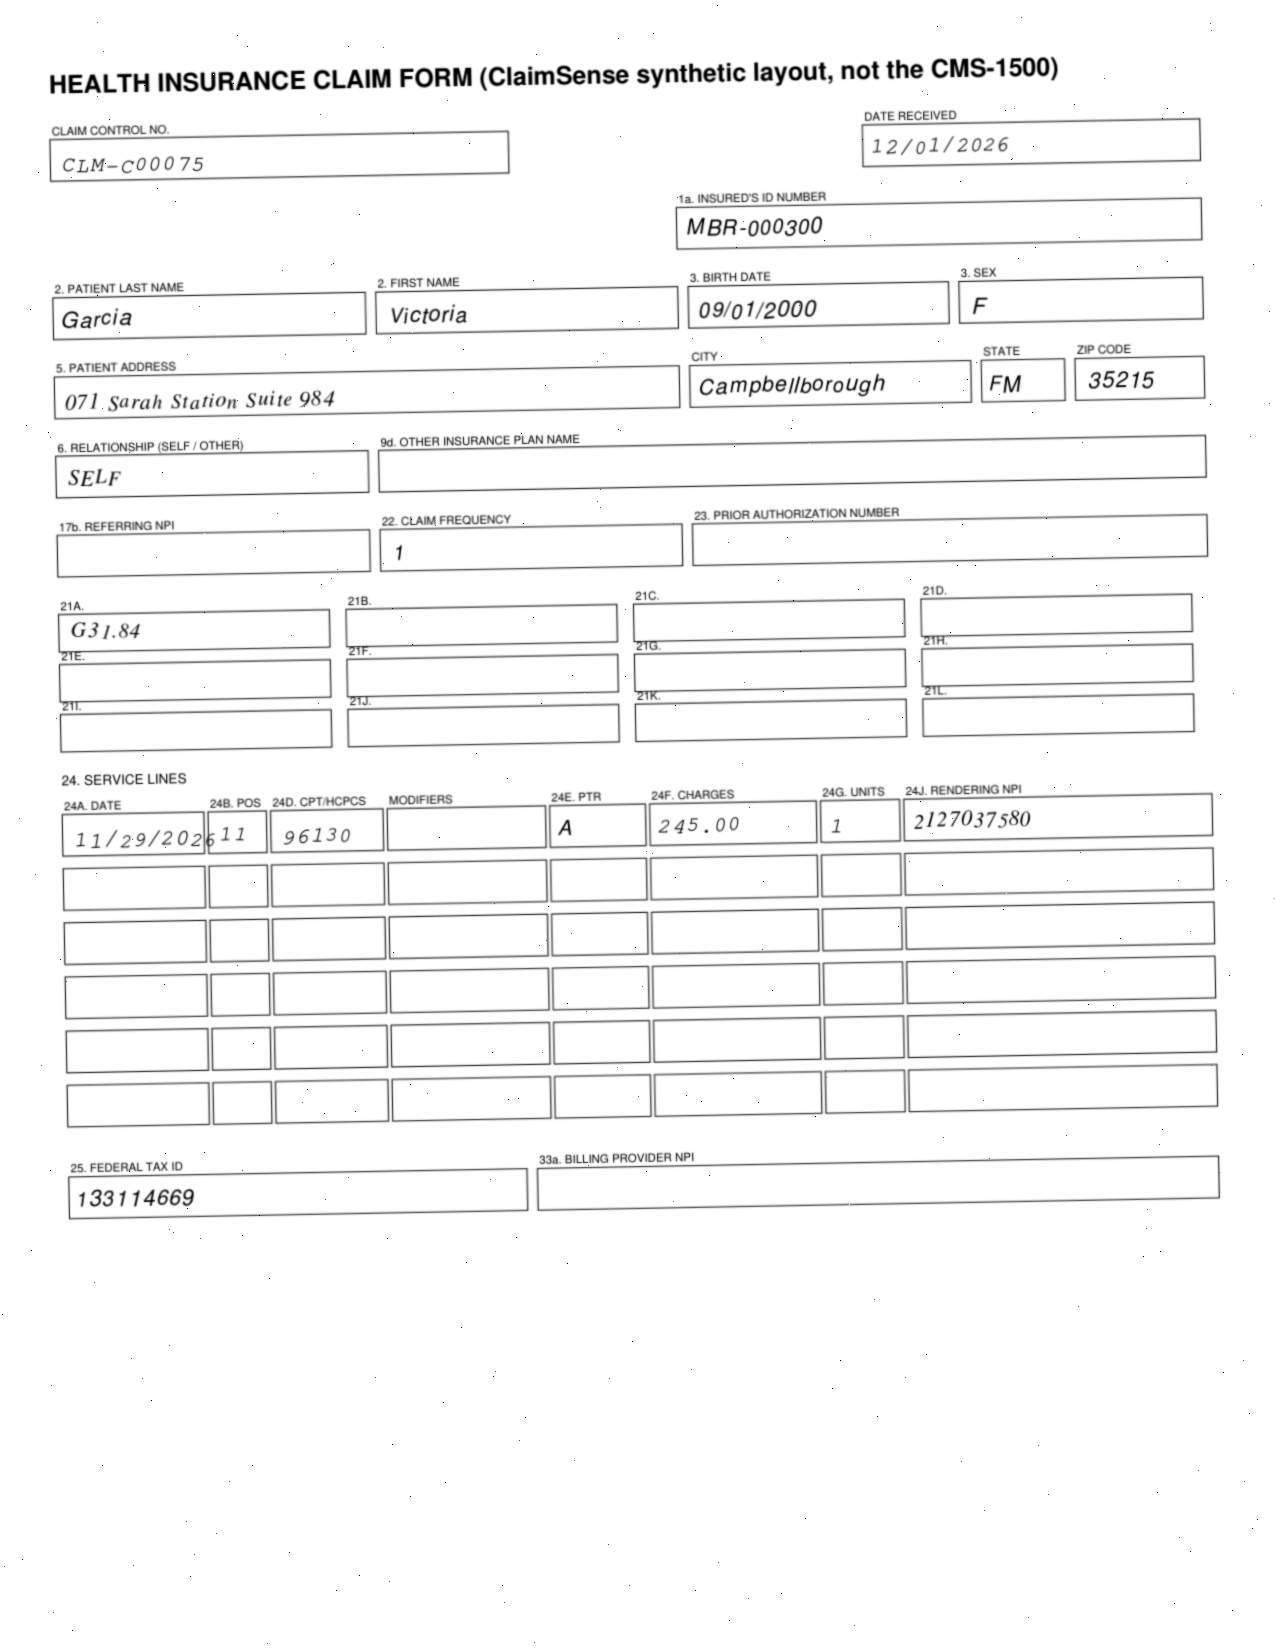 HEALTH INSURANCE CLAIM FORM (ClaimSense synthetic layout, not the CMS-1500)
CLAIM CONTROL NO.
CLM-C00075
DATE RECEIVED
12/01/2026
1a. INSURED'S ID NUMBER
MBR-000300
2. PATIENT LAST NAME
Garcia
2. FIRST NAME
Victoria
3. BIRTH DATE
09/01/2000
3. SEX
F
5. PATIENT ADDRESS
071 Sarah Station Suite 984
CITY
Campbellborough
STATE
FM
ZIP CODE
35215
6. RELATIONSHIP (SELF / OTHER)
SELF
9d. OTHER INSURANCE PLAN NAME
17b. REFERRING NPI
22. CLAIM FREQUENCY
1
23. PRIOR AUTHORIZATION NUMBER
21A.
G31.84
21B.
21C.
21D.
21E.
21F.
21G.
21H.
21I.
21J.
21K.
21L.
24. SERVICE LINES
24A. DATE 24B. POS 24D. CPT/HCPCS MODIFIERS 24E. PTR 24F. CHARGES 24G. UNITS 24J. RENDERING NPI
11/29/2026 11 96130 A 245.00 1 2127037580
25. FEDERAL TAX ID
133114669
33a. BILLING PROVIDER NPI